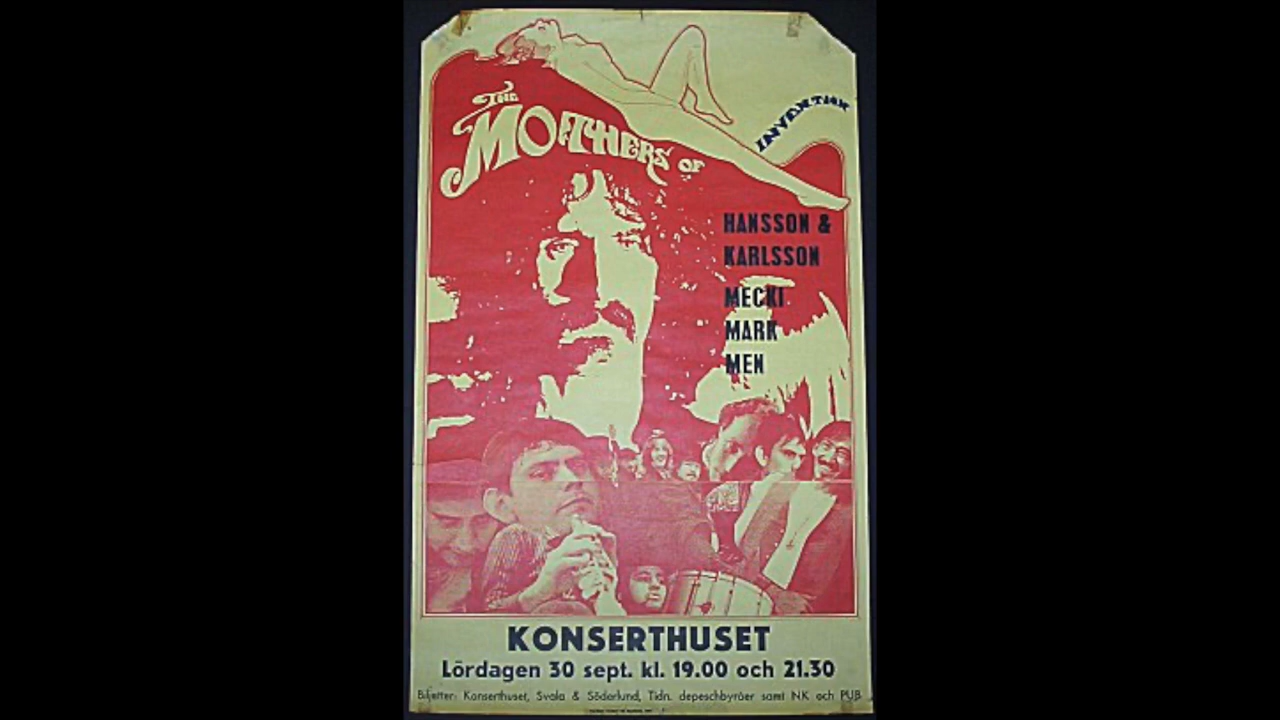 THE
MOTHERS OF
INVENTION
HANSSON &
KARLSSON
MECKI
MARK
MEN
KONSERTHUSET
Lördagen 30 sept. kl. 19.00 och 21.30
Biljetter: Konserthuset, Svala & Söderlund, Tidn. depeschbyråer samt NK och PUB